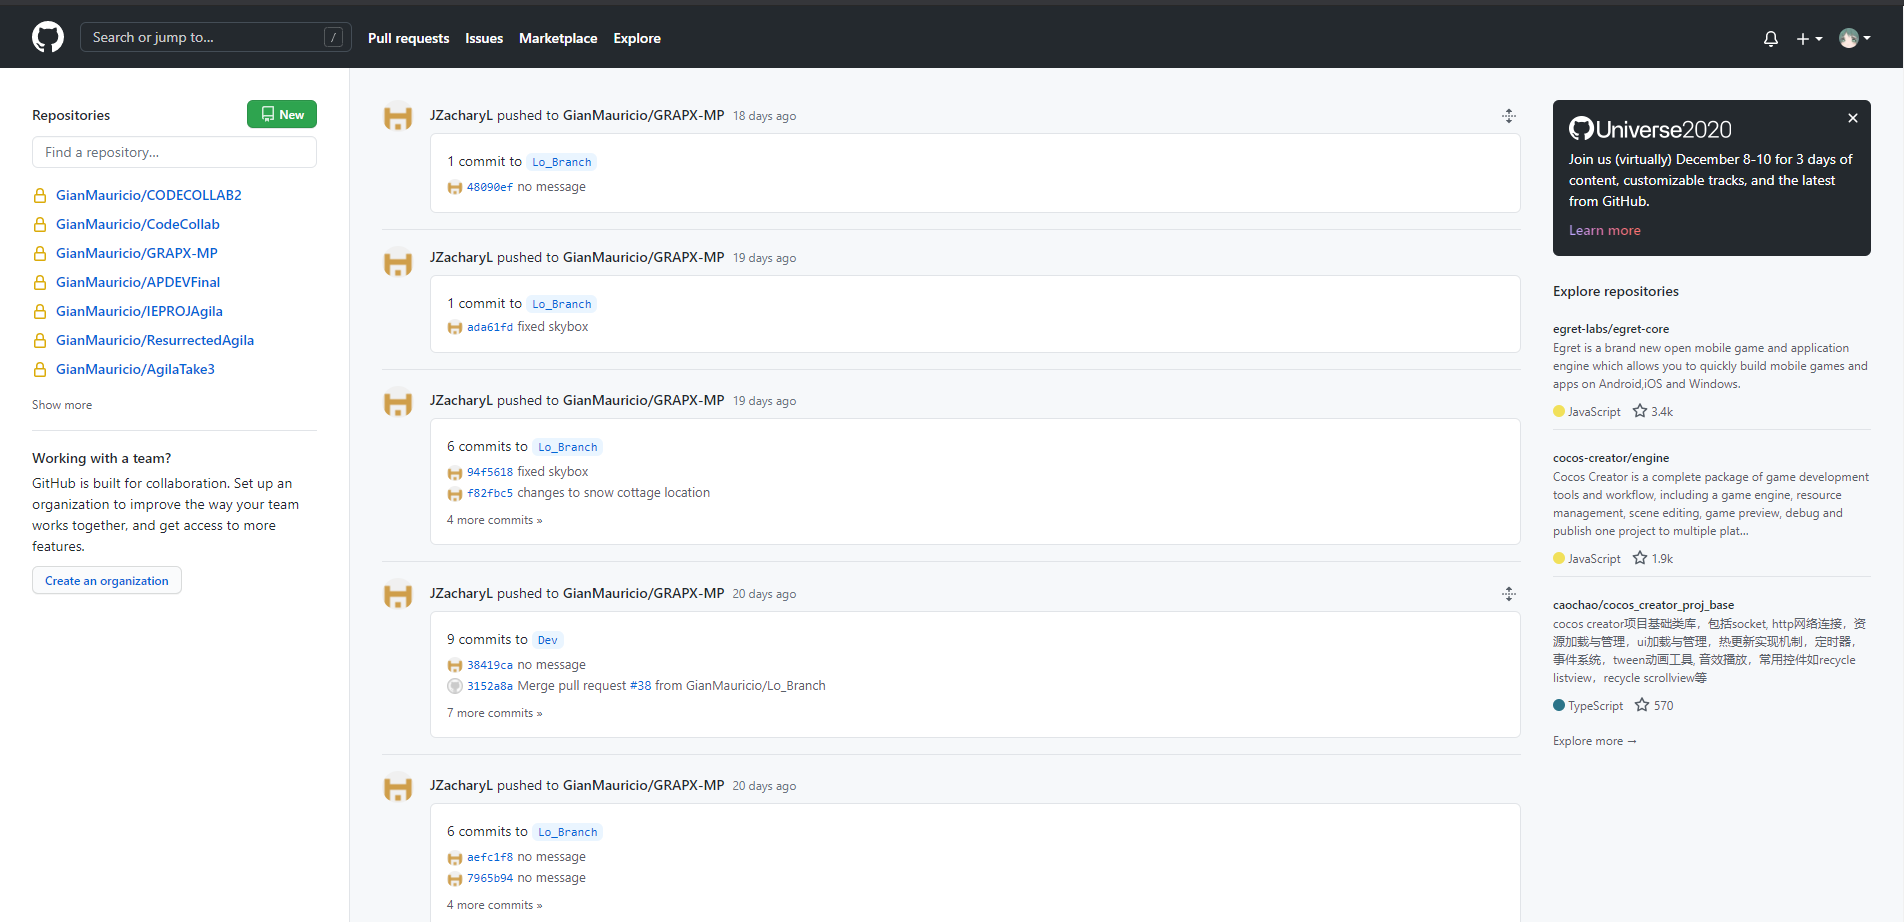 Search or jump to... /
Pull requests Issues Marketplace Explore
Repositories
New
Find a repository...
GianMauricio/CODECOLLAB2
GianMauricio/CodeCollab
GianMauricio/GRAPX-MP
GianMauricio/APDEVFinal
GianMauricio/IEPROJAgila
GianMauricio/ResurrectedAgila
GianMauricio/AgilaTake3
Show more
Working with a team?
GitHub is built for collaboration. Set up an
organization to improve the way your team
works together, and get access to more
features.
Create an organization
JZacharyL pushed to GianMauricio/GRAPX-MP 18 days ago
1 commit to Lo_Branch
48090ef no message
JZacharyL pushed to GianMauricio/GRAPX-MP 19 days ago
1 commit to Lo_Branch
ada61fd fixed skybox
JZacharyL pushed to GianMauricio/GRAPX-MP 19 days ago
6 commits to Lo_Branch
94f5618 fixed skybox
f82fbc5 changes to snow cottage location
4 more commits »
JZacharyL pushed to GianMauricio/GRAPX-MP 20 days ago
9 commits to Dev
38419ca no message
3152a8a Merge pull request #38 from GianMauricio/Lo_Branch
7 more commits »
JZacharyL pushed to GianMauricio/GRAPX-MP 20 days ago
6 commits to Lo_Branch
aefc1f8 no message
7965b94 no message
4 more commits »
Universe2020
Join us (virtually) December 8-10 for 3 days of
content, customizable tracks, and the latest
from GitHub.
Learn more
Explore repositories
egret-labs/egret-core
Egret is a brand new open mobile game and application
engine which allows you to quickly build mobile games and
apps on Android,iOS and Windows.
JavaScript 3.4k
cocos-creator/engine
Cocos Creator is a complete package of game development
tools and workflow, including a game engine, resource
management, scene editing, game preview, debug and
publish one project to multiple plat...
JavaScript 1.9k
caochao/cocos_creator_proj_base
cocos creator项目基础类库，包括socket, http网络连接，资
源加载与管理，ui加载与管理，热更新实现机制，定时器，
事件系统，tween动画工具, 音效播放，常用控件如recycle
listview，recycle scrollview等
TypeScript 570
Explore more →